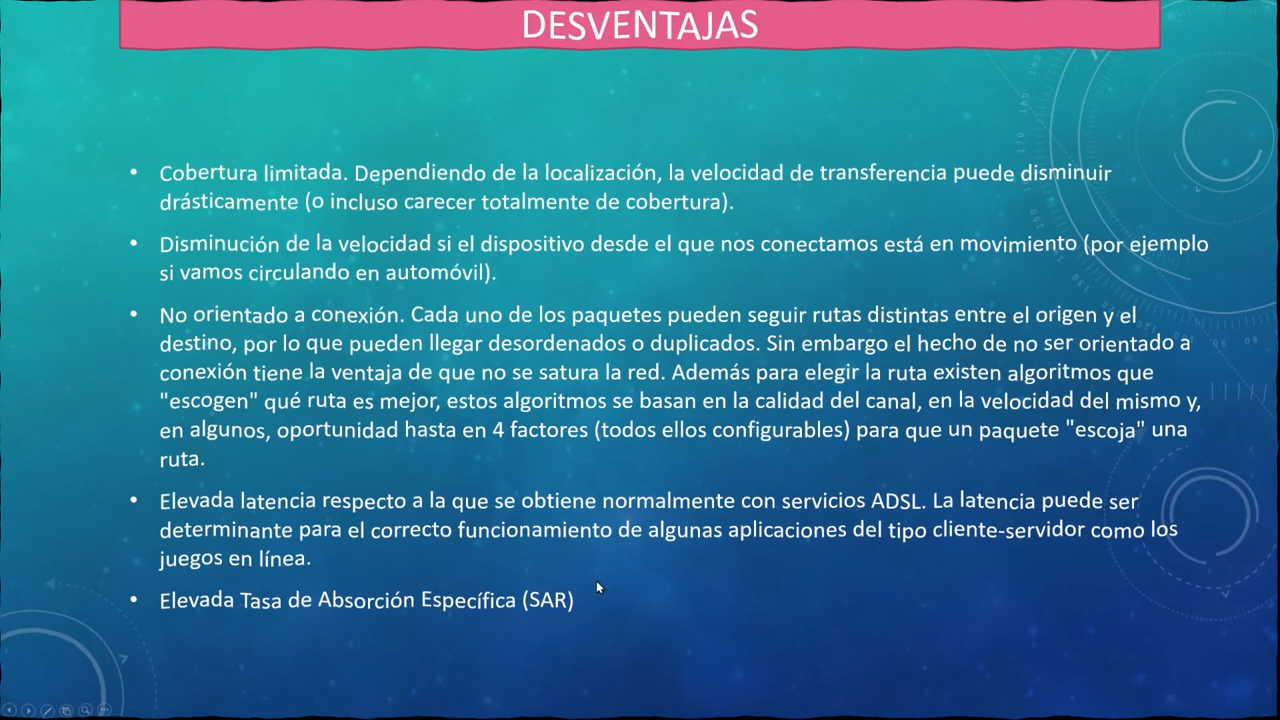 DESVENTAJAS
• Cobertura limitada. Dependiendo de la localización, la velocidad de transferencia puede disminuir
drásticamente (o incluso carecer totalmente de cobertura).
• Disminución de la velocidad si el dispositivo desde el que nos conectamos está en movimiento (por ejemplo
si vamos circulando en automóvil).
• No orientado a conexión. Cada uno de los paquetes pueden seguir rutas distintas entre el origen y el
destino, por lo que pueden llegar desordenados o duplicados. Sin embargo el hecho de no ser orientado a
conexión tiene la ventaja de que no se satura la red. Además para elegir la ruta existen algoritmos que
"escogen" qué ruta es mejor, estos algoritmos se basan en la calidad del canal, en la velocidad del mismo y,
en algunos, oportunidad hasta en 4 factores (todos ellos configurables) para que un paquete "escoja" una
ruta.
• Elevada latencia respecto a la que se obtiene normalmente con servicios ADSL. La latencia puede ser
determinante para el correcto funcionamiento de algunas aplicaciones del tipo cliente-servidor como los
juegos en línea.
• Elevada Tasa de Absorción Específica (SAR)